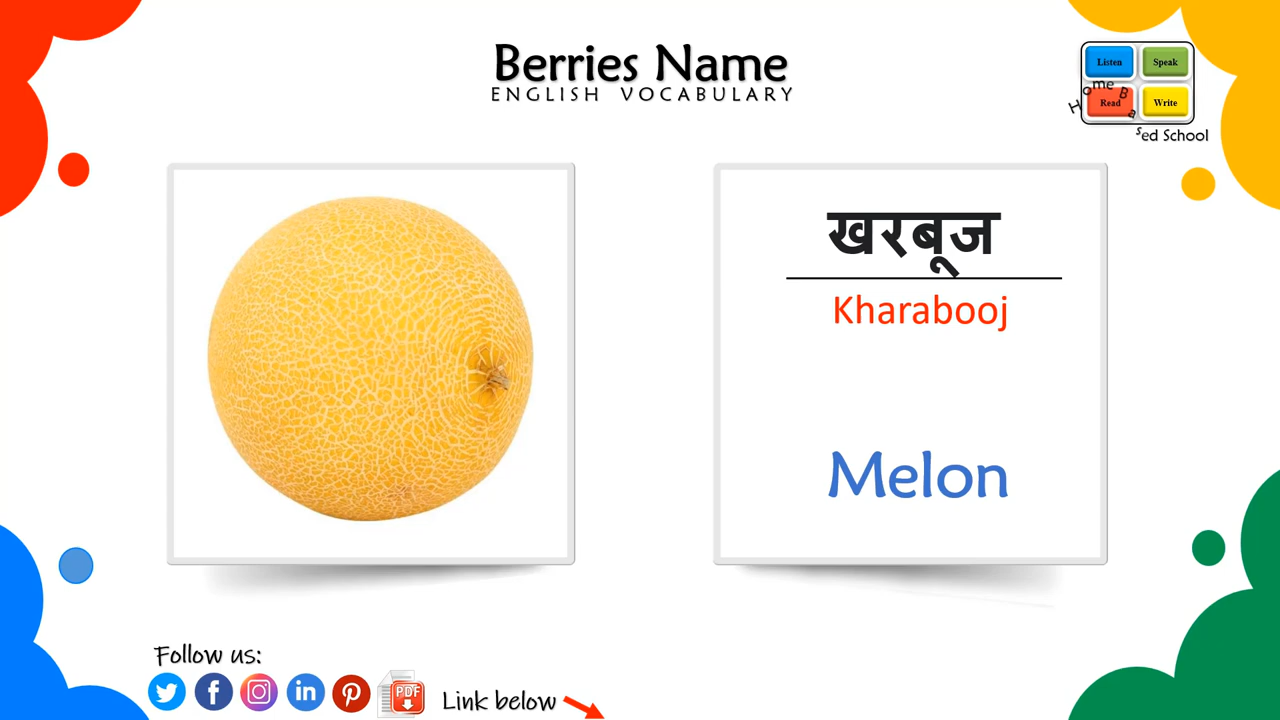 Berries Name
ENGLISH VOCABULARY
Listen
Speak
Read
Write
Home Based School
खरबूज
Kharabooj
Melon
Follow us:
PDF
Link below